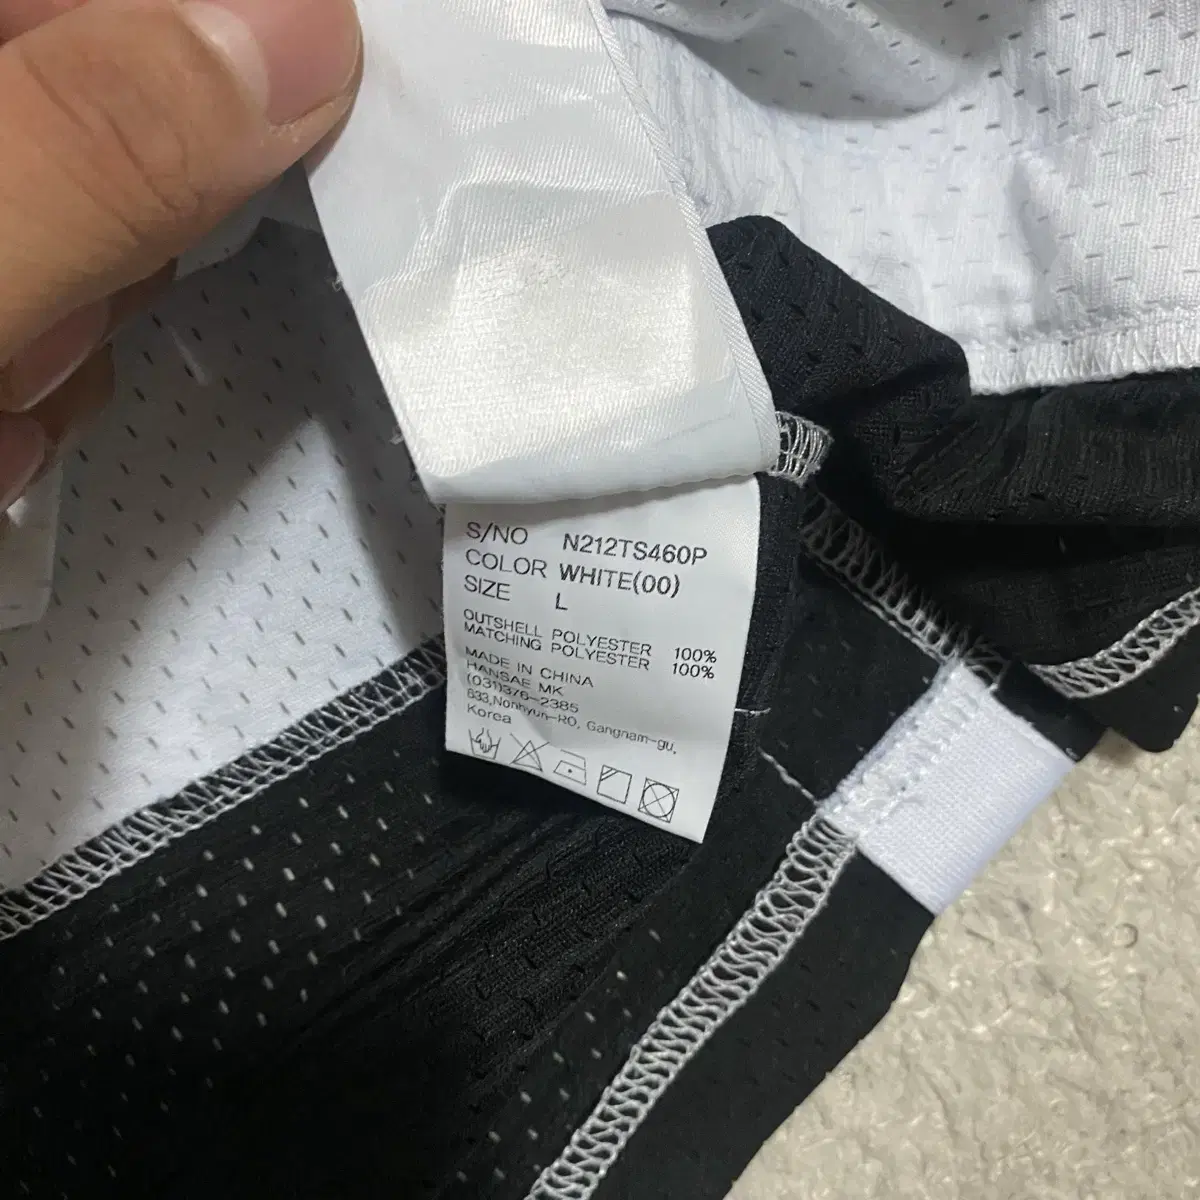 S/NO N212TS460P
COLOR WHITE(00)
SIZE L
OUTSHELL POLYESTER 100%
MATCHING POLYESTER 100%
MADE IN CHINA
HANSAE MK
(031)376-2385
633,Nonhyun-RO, Gangnam-gu,
Korea